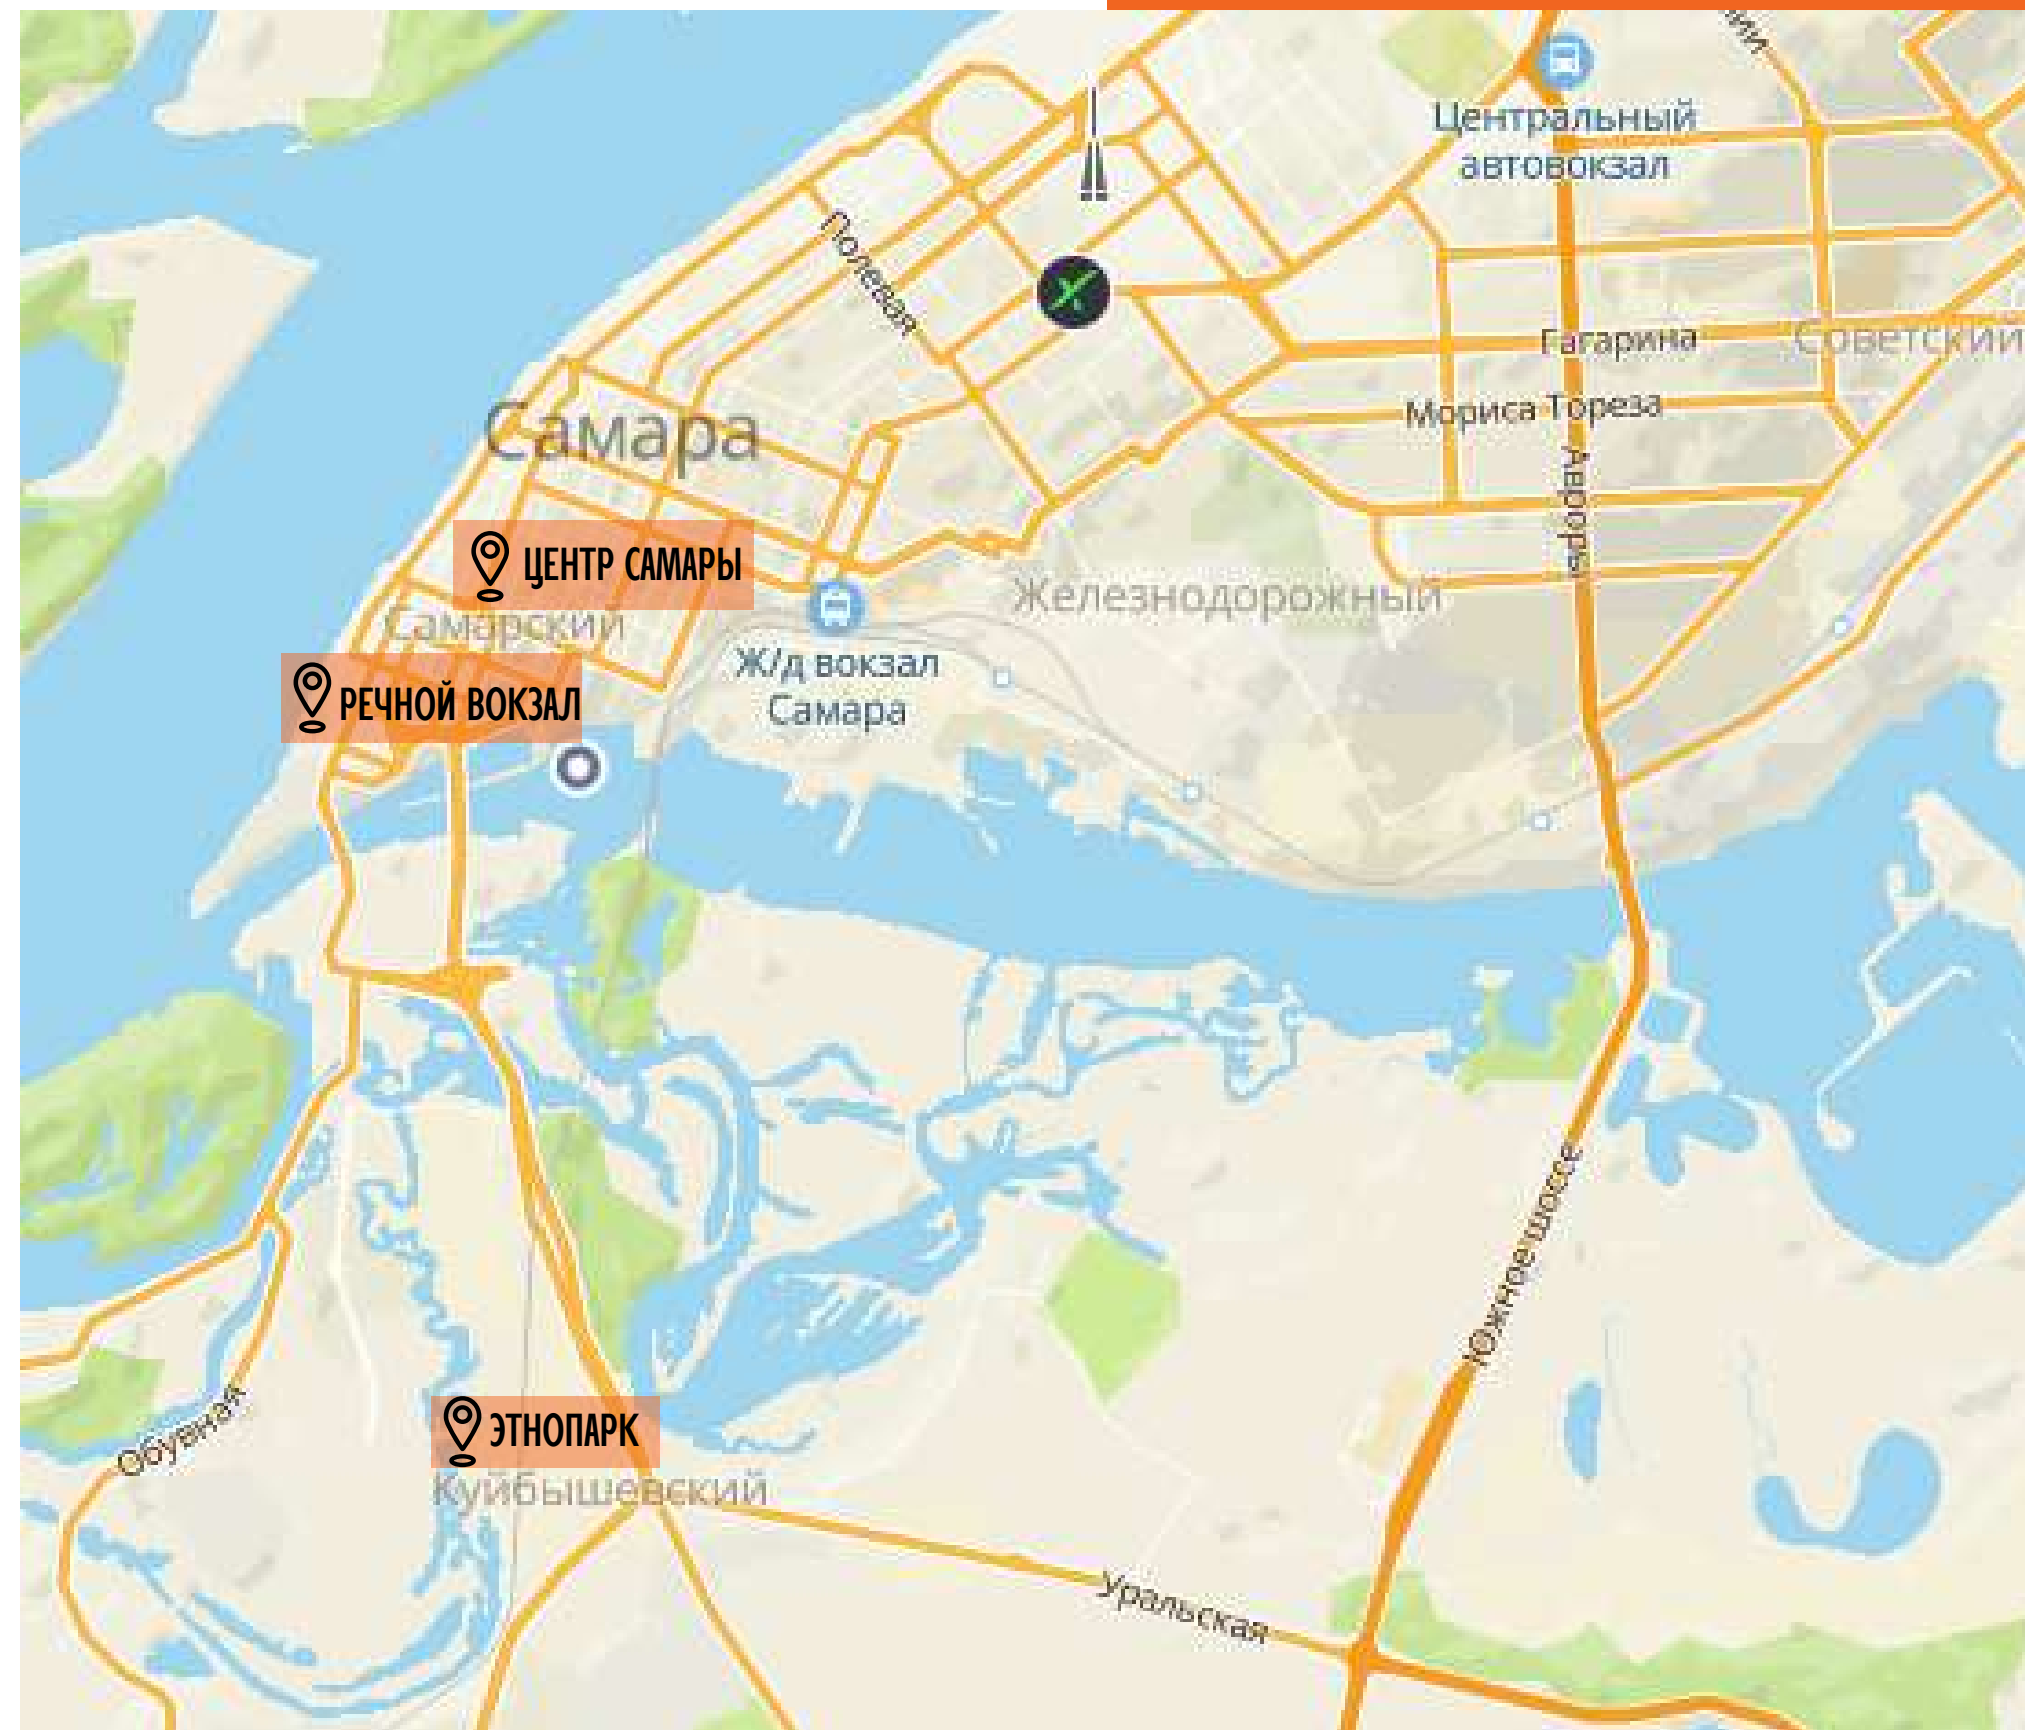 Центральный
автовокзал
Полевая
Гагарина
Советский
Мориса Тореза
Самара
Авроры
ЦЕНТР САМАРЫ
Железнодорожный
Самарский
Ж/д вокзал
Самара
РЕЧНОЙ ВОКЗАЛ
Южное шоссе
Обувная
ЭТНОПАРК
Куйбышевский
Уральская